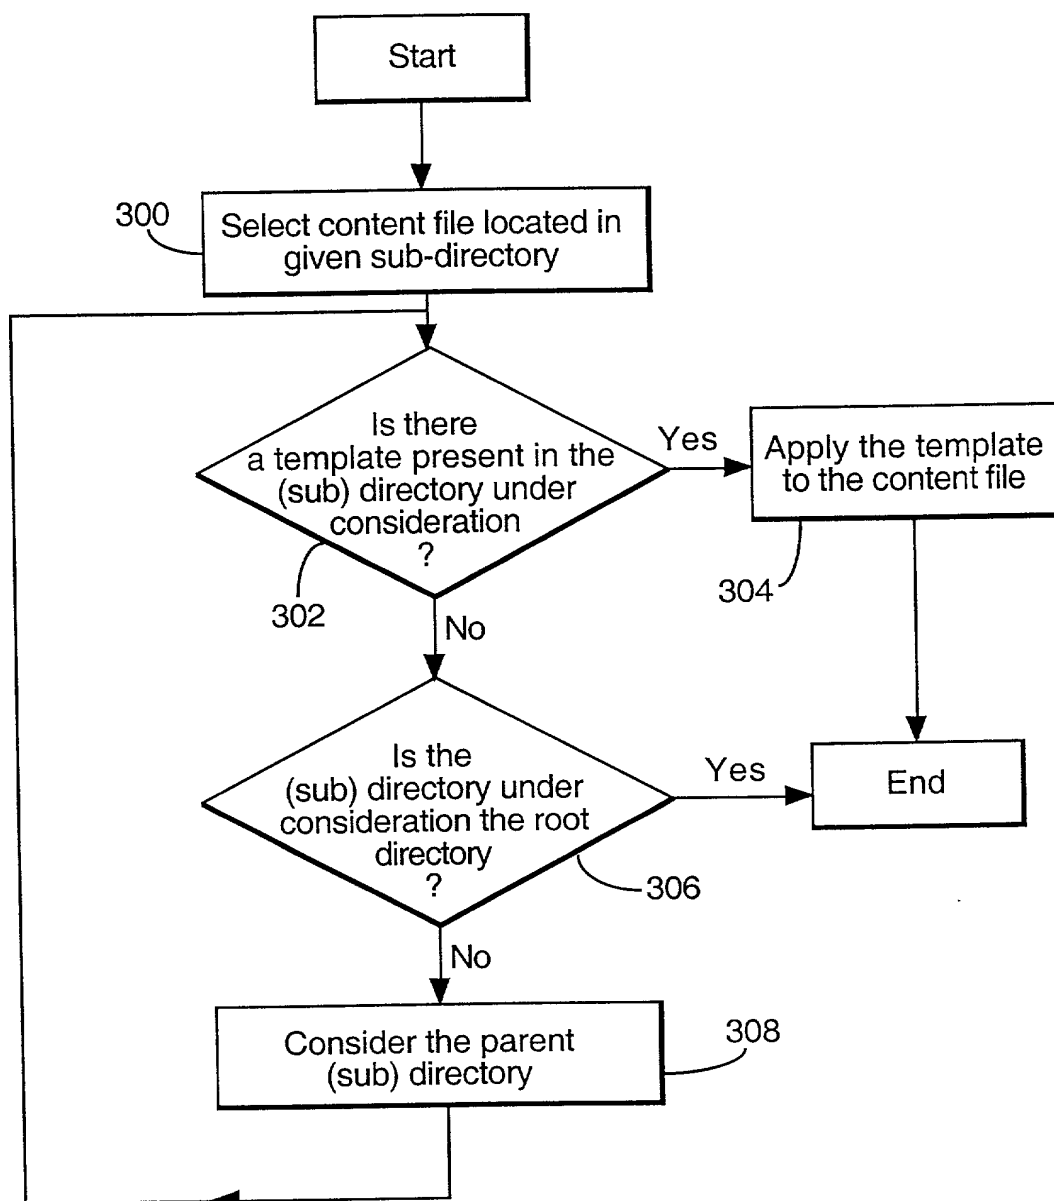 Start
300
Select content file located in
given sub-directory
Is there
a template present in the
(sub) directory under
consideration
?
302
Yes
Apply the template
to the content file
304
No
Is the
(sub) directory under
consideration the root
directory
?
306
Yes
End
No
Consider the parent
(sub) directory
308